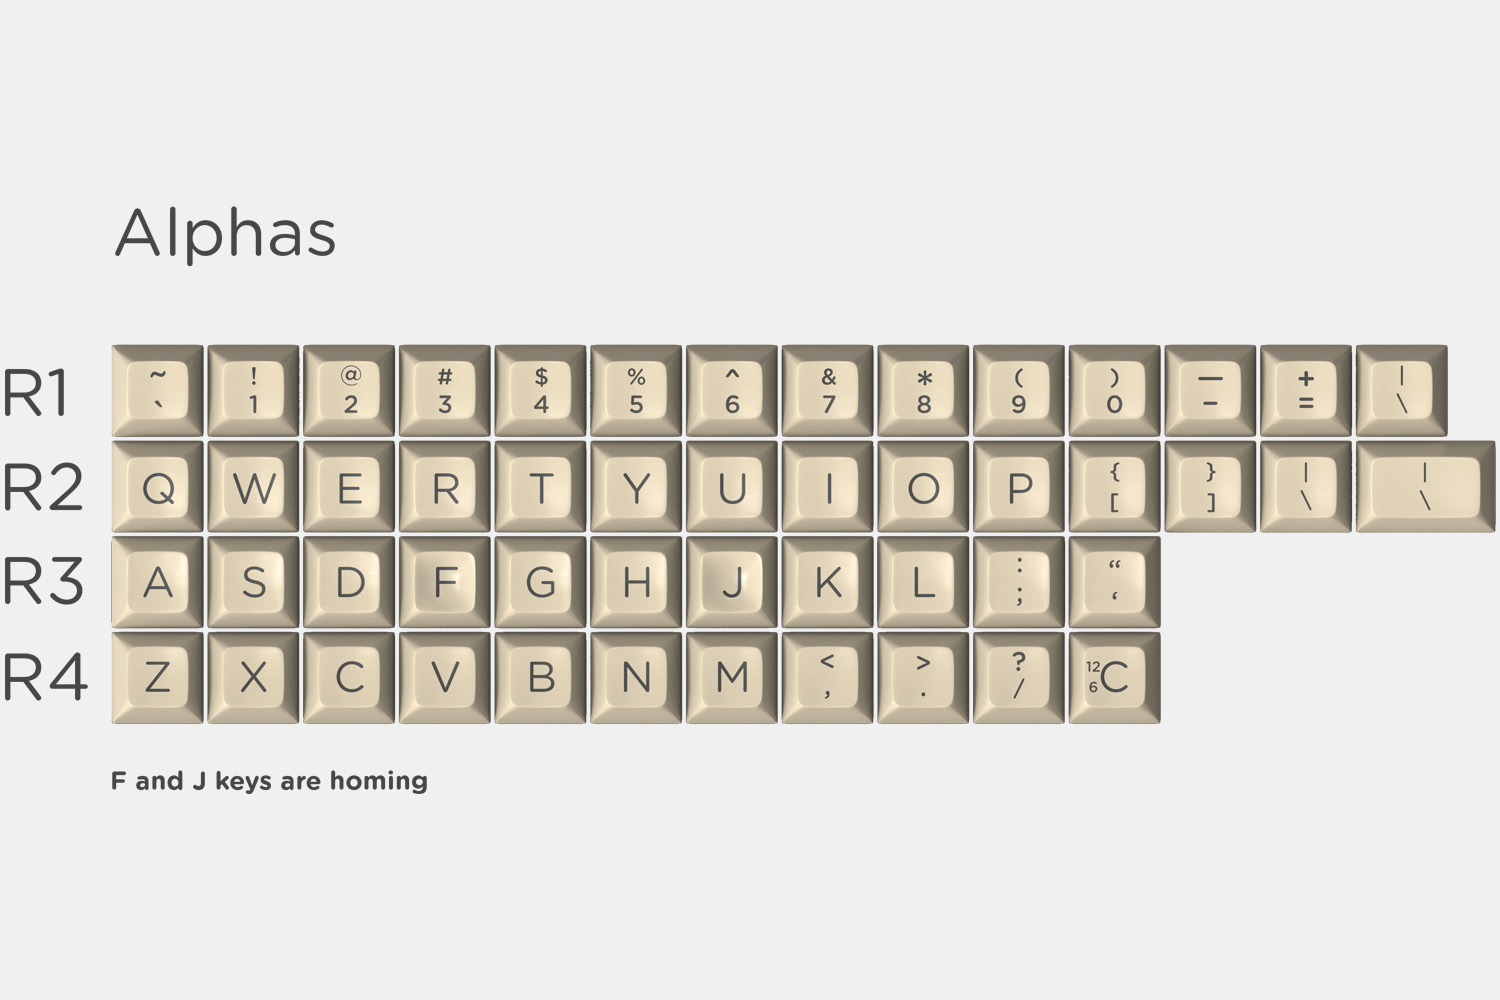 Alphas
R1 ~ ! @ # $ % ^ & * ( ) — + |
` 1 2 3 4 5 6 7 8 9 0 - = \
R2 Q W E R T Y U I O P { } | |
[ ] \ \
R3 A S D F G H J K L : “
; ‘
R4 Z X C V B N M < > ? 12
, . / 6 C
F and J keys are homing